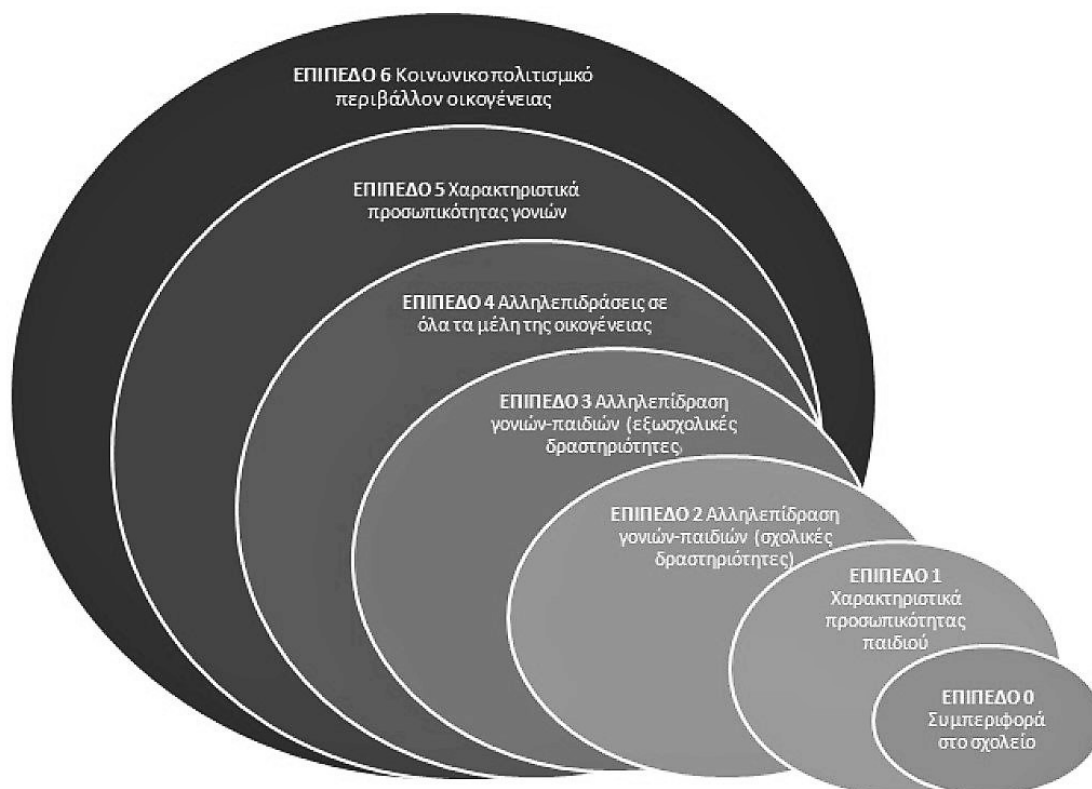 ΕΠΙΠΕΔΟ 6 Κοινωνικοπολιτισμικό
περιβάλλον οικογένειας
ΕΠΙΠΕΔΟ 5 Χαρακτηριστικά
προσωπικότητας γονιών
ΕΠΙΠΕΔΟ 4 Αλληλεπιδράσεις σε
όλα τα μέλη της οικογένειας
ΕΠΙΠΕΔΟ 3 Αλληλεπίδραση
γονιών-παιδιών (εξωσχολικές
δραστηριότητες)
ΕΠΙΠΕΔΟ 2 Αλληλεπίδραση
γονιών-παιδιών (σχολικές
δραστηριότητες)
ΕΠΙΠΕΔΟ 1
Χαρακτηριστικά
προσωπικότητας
παιδιού
ΕΠΙΠΕΔΟ 0
Συμπεριφορά
στο σχολείο